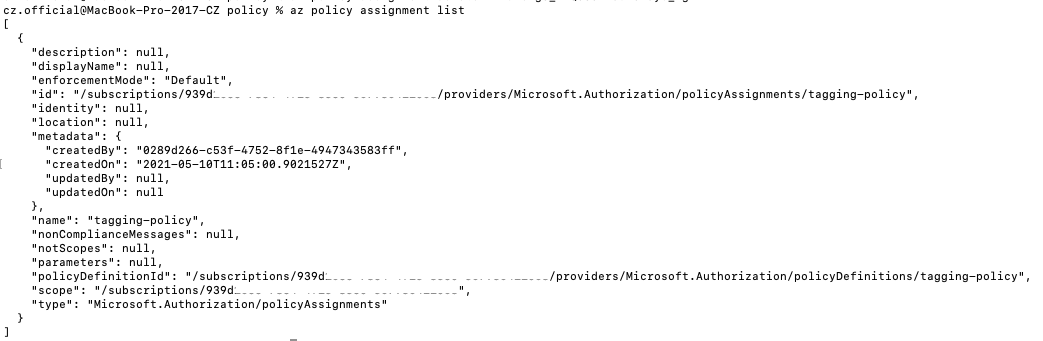 cz.official@MacBook-Pro-2017-CZ policy % az policy assignment list
[
  {
    "description": null,
    "displayName": null,
    "enforcementMode": "Default",
    "id": "/subscriptions/939d /providers/Microsoft.Authorization/policyAssignments/tagging-policy",
    "identity": null,
    "location": null,
    "metadata": {
      "createdBy": "0289d266-c53f-4752-8f1e-4947343583ff",
      "createdOn": "2021-05-10T11:05:00.9021527Z",
      "updatedBy": null,
      "updatedOn": null
    },
    "name": "tagging-policy",
    "nonComplianceMessages": null,
    "notScopes": null,
    "parameters": null,
    "policyDefinitionId": "/subscriptions/939d /providers/Microsoft.Authorization/policyDefinitions/tagging-policy",
    "scope": "/subscriptions/939d ",
    "type": "Microsoft.Authorization/policyAssignments"
  }
]